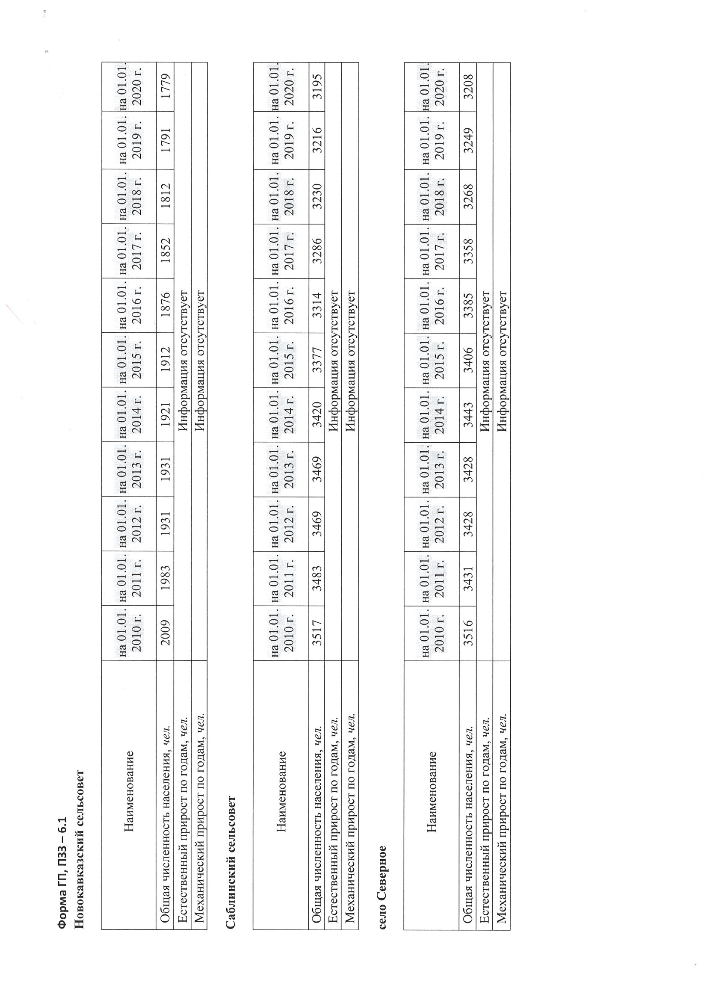 Форма ГП, ПЗЗ – 6.1
Новокавказский сельсовет
Наименование на 01.01. 2010 г. на 01.01. 2011 г. на 01.01. 2012 г. на 01.01. 2013 г. на 01.01. 2014 г. на 01.01. 2015 г. на 01.01. 2016 г. на 01.01. 2017 г. на 01.01. 2018 г. на 01.01. 2019 г. на 01.01. 2020 г.
Общая численность населения, чел. 2009 1983 1931 1931 1921 1912 1876 1852 1812 1791 1779
Естественный прирост по годам, чел. Информация отсутствует
Механический прирост по годам, чел. Информация отсутствует
Саблинский сельсовет
Наименование на 01.01. 2010 г. на 01.01. 2011 г. на 01.01. 2012 г. на 01.01. 2013 г. на 01.01. 2014 г. на 01.01. 2015 г. на 01.01. 2016 г. на 01.01. 2017 г. на 01.01. 2018 г. на 01.01. 2019 г. на 01.01. 2020 г.
Общая численность населения, чел. 3517 3483 3469 3469 3420 3377 3314 3286 3230 3216 3195
Естественный прирост по годам, чел. Информация отсутствует
Механический прирост по годам, чел. Информация отсутствует
село Северное
Наименование на 01.01. 2010 г. на 01.01. 2011 г. на 01.01. 2012 г. на 01.01. 2013 г. на 01.01. 2014 г. на 01.01. 2015 г. на 01.01. 2016 г. на 01.01. 2017 г. на 01.01. 2018 г. на 01.01. 2019 г. на 01.01. 2020 г.
Общая численность населения, чел. 3516 3431 3428 3428 3443 3406 3385 3358 3268 3249 3208
Естественный прирост по годам, чел. Информация отсутствует
Механический прирост по годам, чел. Информация отсутствует